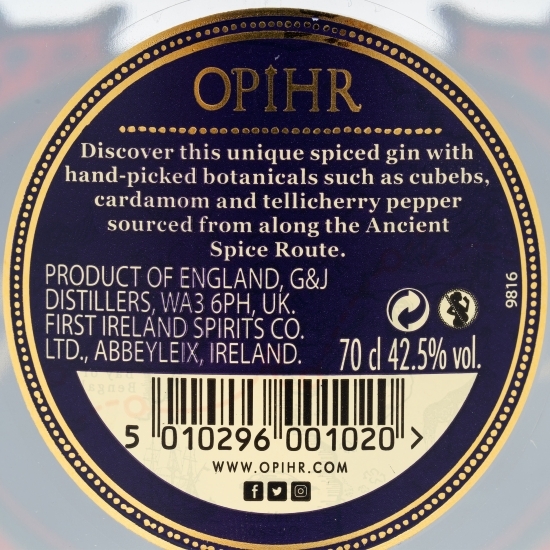 OPIHR
Discover this unique spiced gin with
hand-picked botanicals such as cubebs,
cardamom and tellicherry pepper
sourced from along the Ancient
Spice Route.
PRODUCT OF ENGLAND, G&J
DISTILLERS, WA3 6PH, UK.
FIRST IRELAND SPIRITS CO.
LTD., ABBEYLEIX, IRELAND.
70 cl 42.5% vol.
9816
5 010296 001020 >
WWW.OPIHR.COM